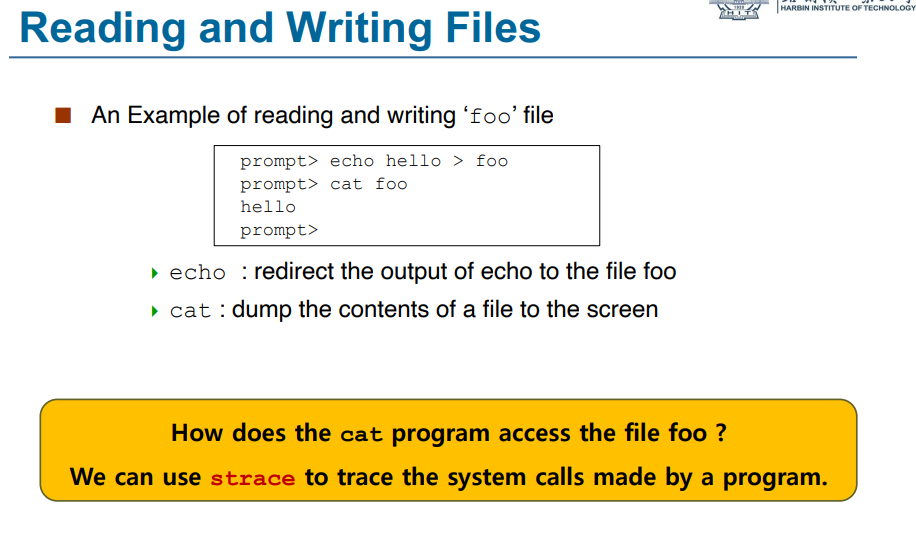 HARBIN INSTITUTE OF TECHNOLOGY
Reading and Writing Files
An Example of reading and writing ‘foo’ file
prompt> echo hello > foo
prompt> cat foo
hello
prompt>
echo : redirect the output of echo to the file foo
cat : dump the contents of a file to the screen
How does the cat program access the file foo ?
We can use strace to trace the system calls made by a program.